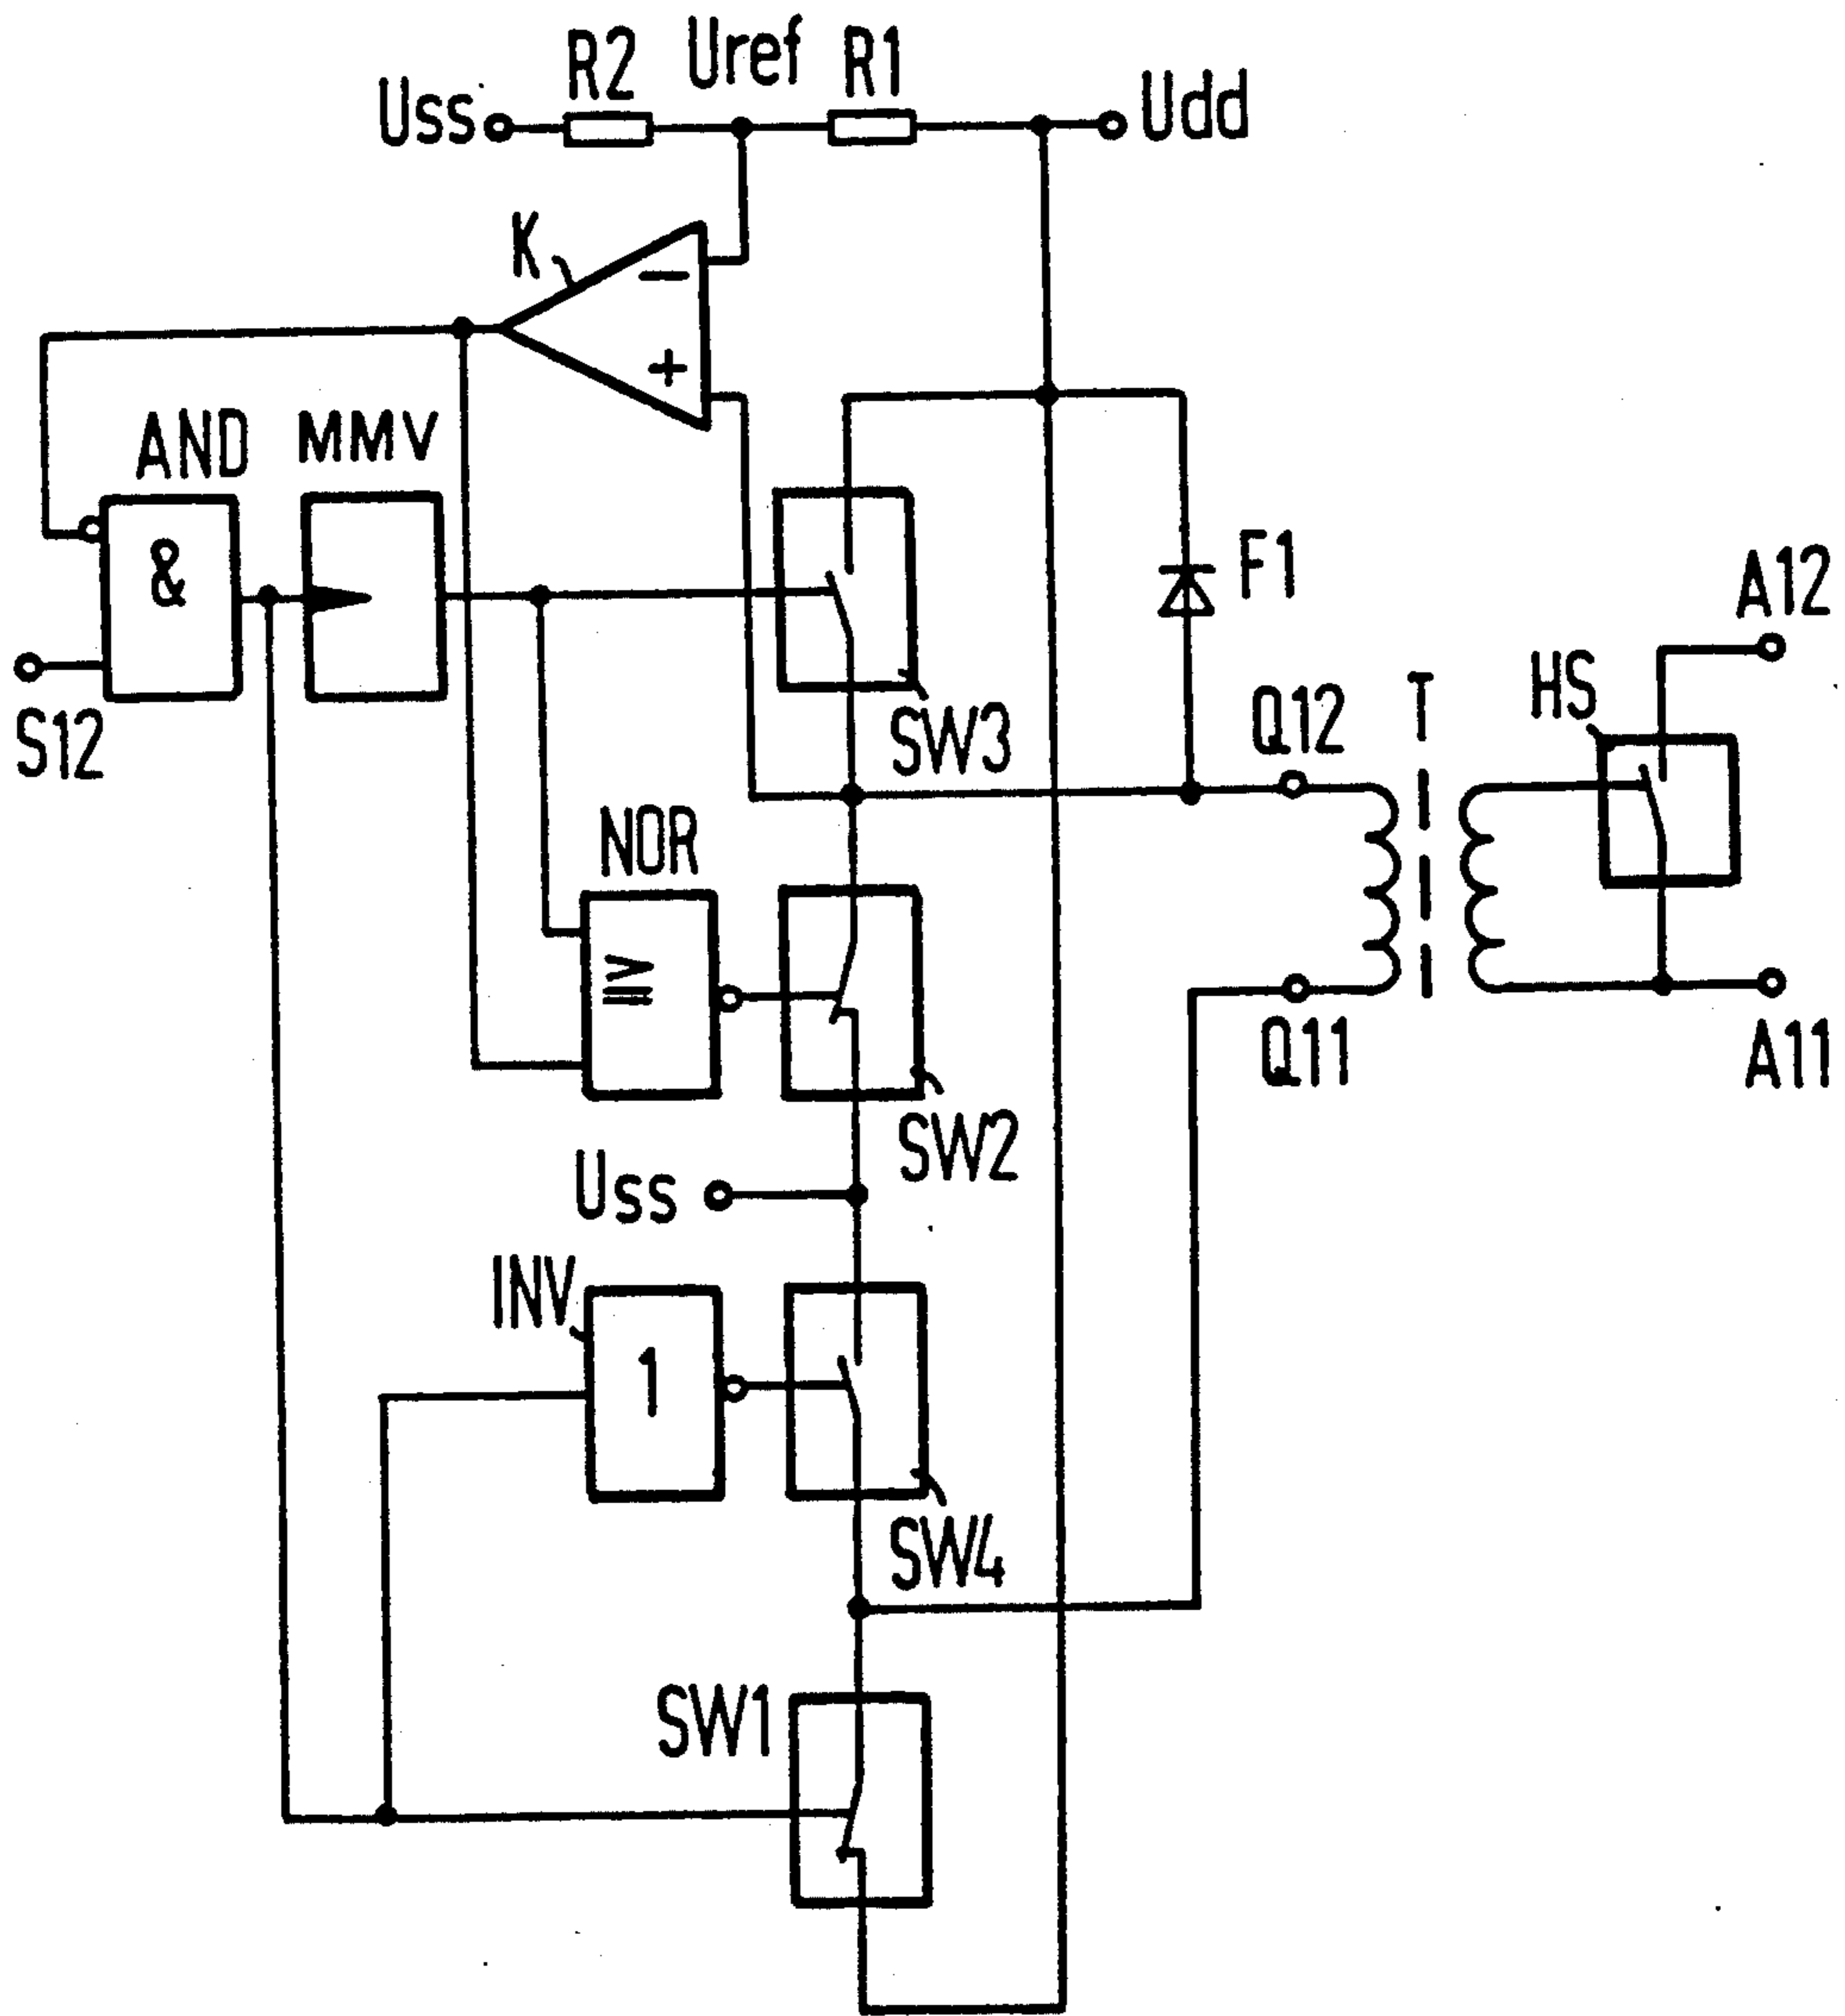 R2 Uref R1
Uss Udd
K
−
+
AND MMV
&
F1
A12
S12
SW3
Q12 T HS
NOR
≥
Q11 A11
SW2
Uss
INV
1
SW4
SW1